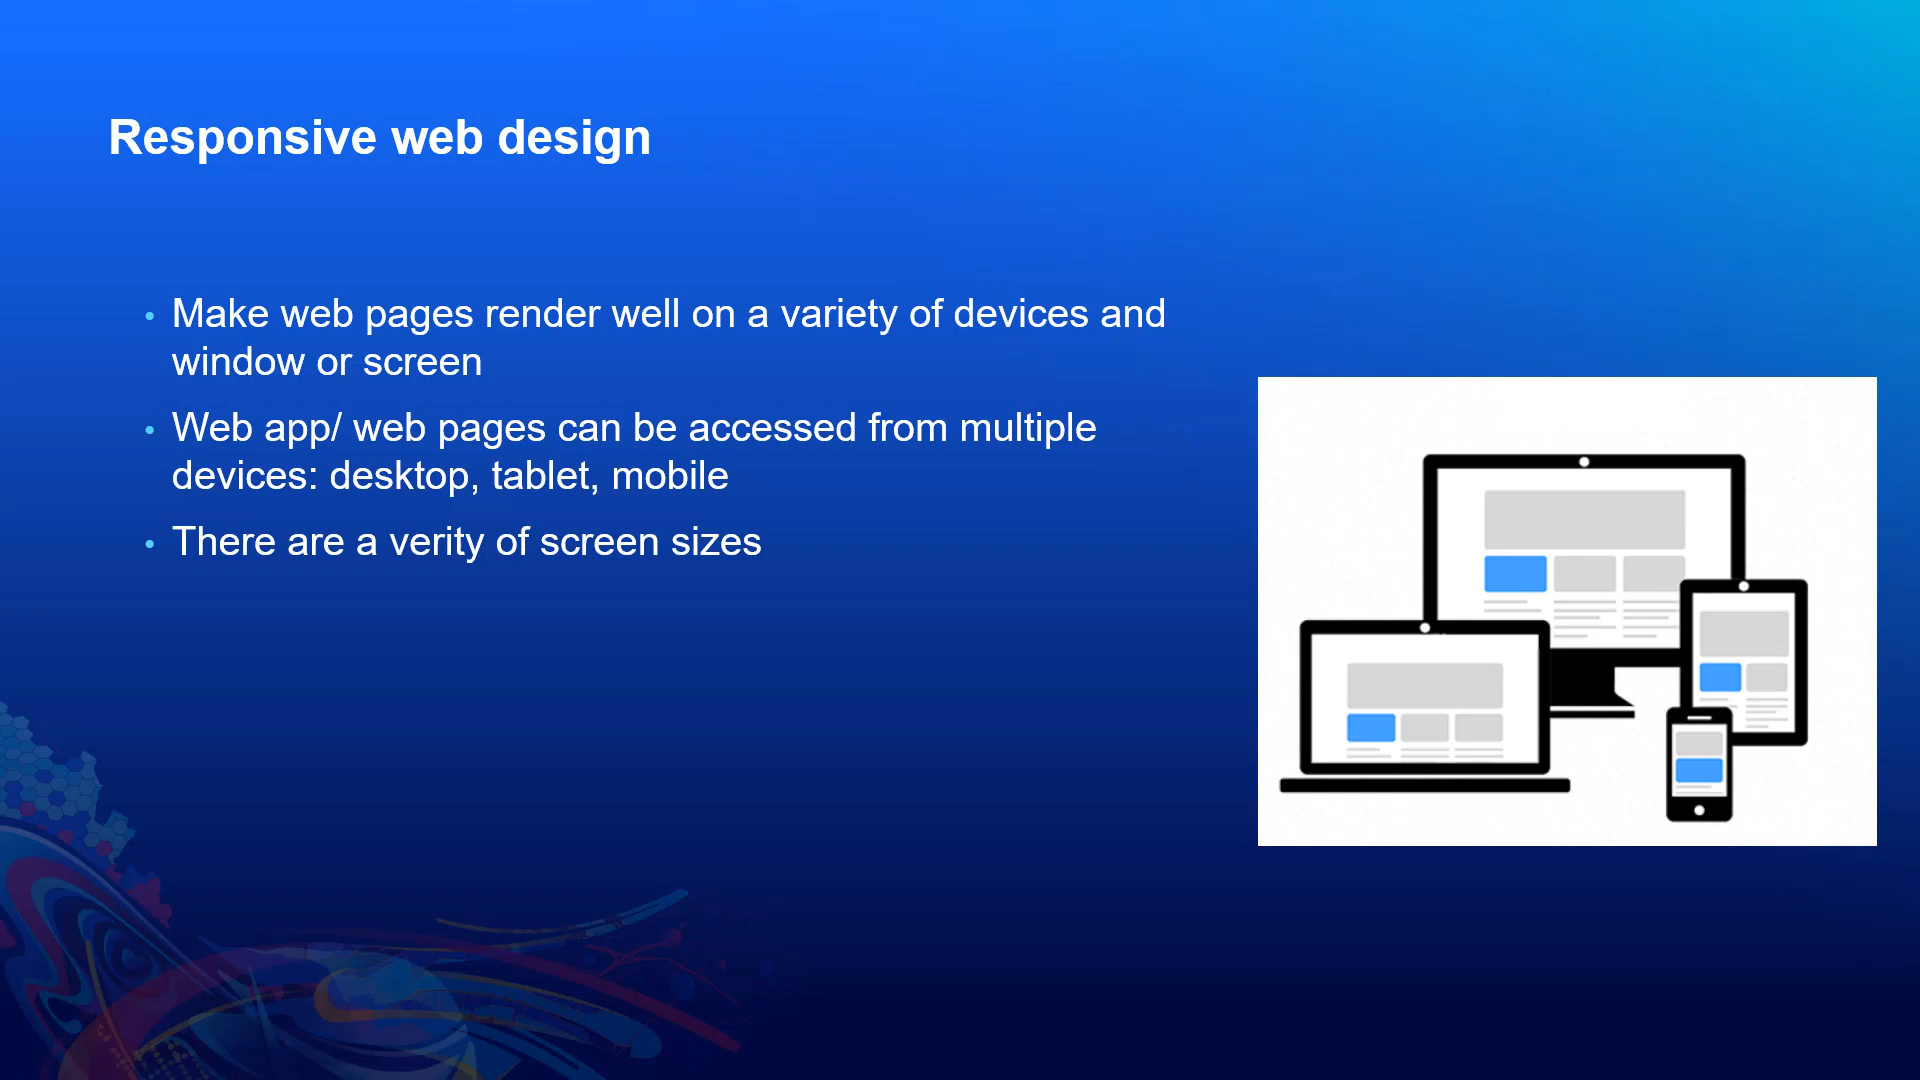 Responsive web design
• Make web pages render well on a variety of devices and
window or screen
• Web app/ web pages can be accessed from multiple
devices: desktop, tablet, mobile
• There are a verity of screen sizes